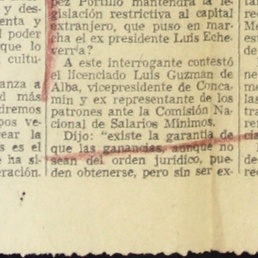 y des-
enta y
l poder
que lo
cultu-
anza a
d más
diremos
pos ve-
rear la
s es el
e ha si-
eración.
pez Portillo mantendrá la le-
gislación restrictiva al capital
extranjero, que puso en mar-
cha el ex presidente Luis Eche-
verría?
A este interrogante contestó
el licenciado Luis Guzmán de
Alba, vicepresidente de Conca-
min y ex representante de los
patrones ante la Comisión Na-
cional de Salarios Mínimos.
Dijo: "existe la garantía de
que las ganancias, aunque no
sean del orden jurídico, pue-
den obtenerse, pero sin ser ex-